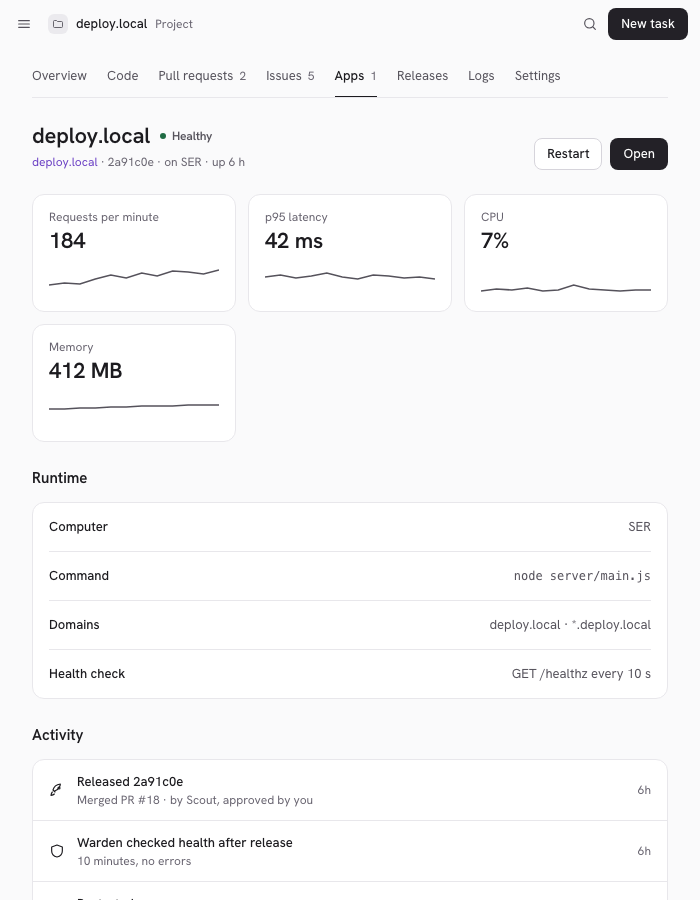 deploy.local Project
New task
Overview Code Pull requests 2 Issues 5 Apps 1 Releases Logs Settings
deploy.local Healthy
deploy.local · 2a91c0e · on SER · up 6 h
Restart Open
Requests per minute
184
p95 latency
42 ms
CPU
7%
Memory
412 MB
Runtime
Computer SER
Command node server/main.js
Domains deploy.local · *.deploy.local
Health check GET /healthz every 10 s
Activity
Released 2a91c0e
Merged PR #18 · by Scout, approved by you
6h
Warden checked health after release
10 minutes, no errors
6h